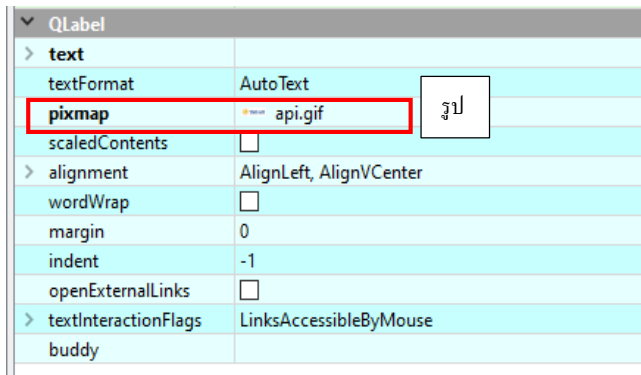 QLabel
text
textFormat AutoText
pixmap api.gif
รูป
scaledContents
alignment AlignLeft, AlignVCenter
wordWrap
margin 0
indent -1
openExternalLinks
textInteractionFlags LinksAccessibleByMouse
buddy